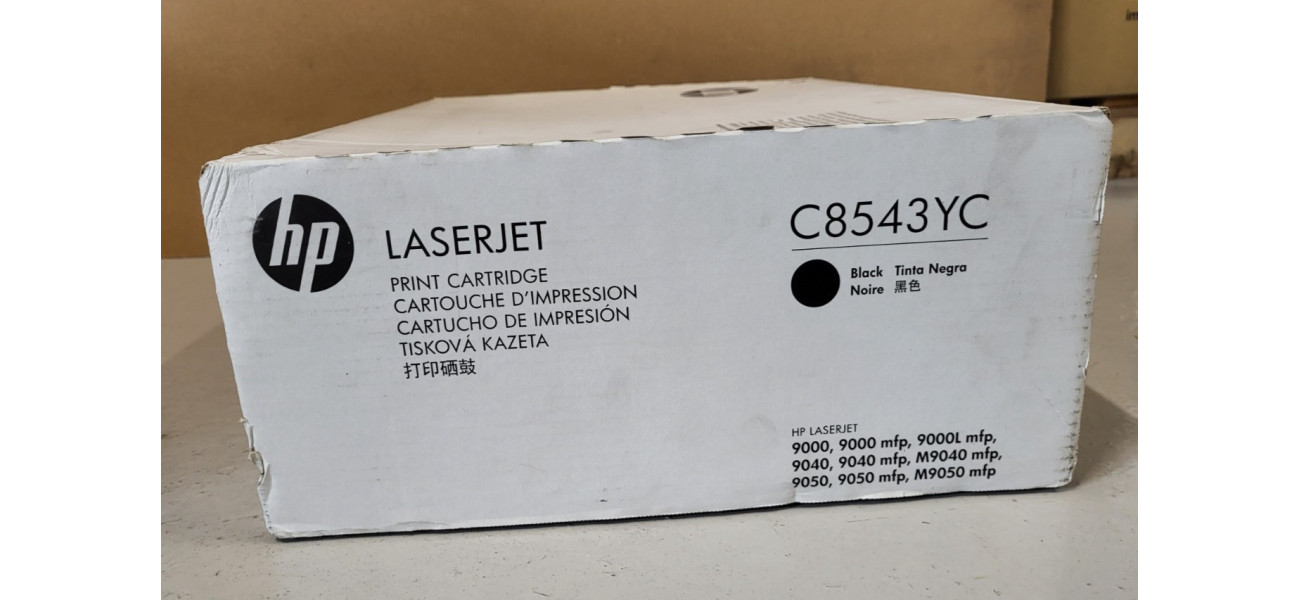 hp
LASERJET
PRINT CARTRIDGE
CARTOUCHE D'IMPRESSION
CARTUCHO DE IMPRESIÓN
TISKOVÁ KAZETA
打印硒鼓
C8543YC
Black Tinta Negra
Noire 黑色
HP LASERJET
9000, 9000 mfp, 9000L mfp,
9040, 9040 mfp, M9040 mfp,
9050, 9050 mfp, M9050 mfp